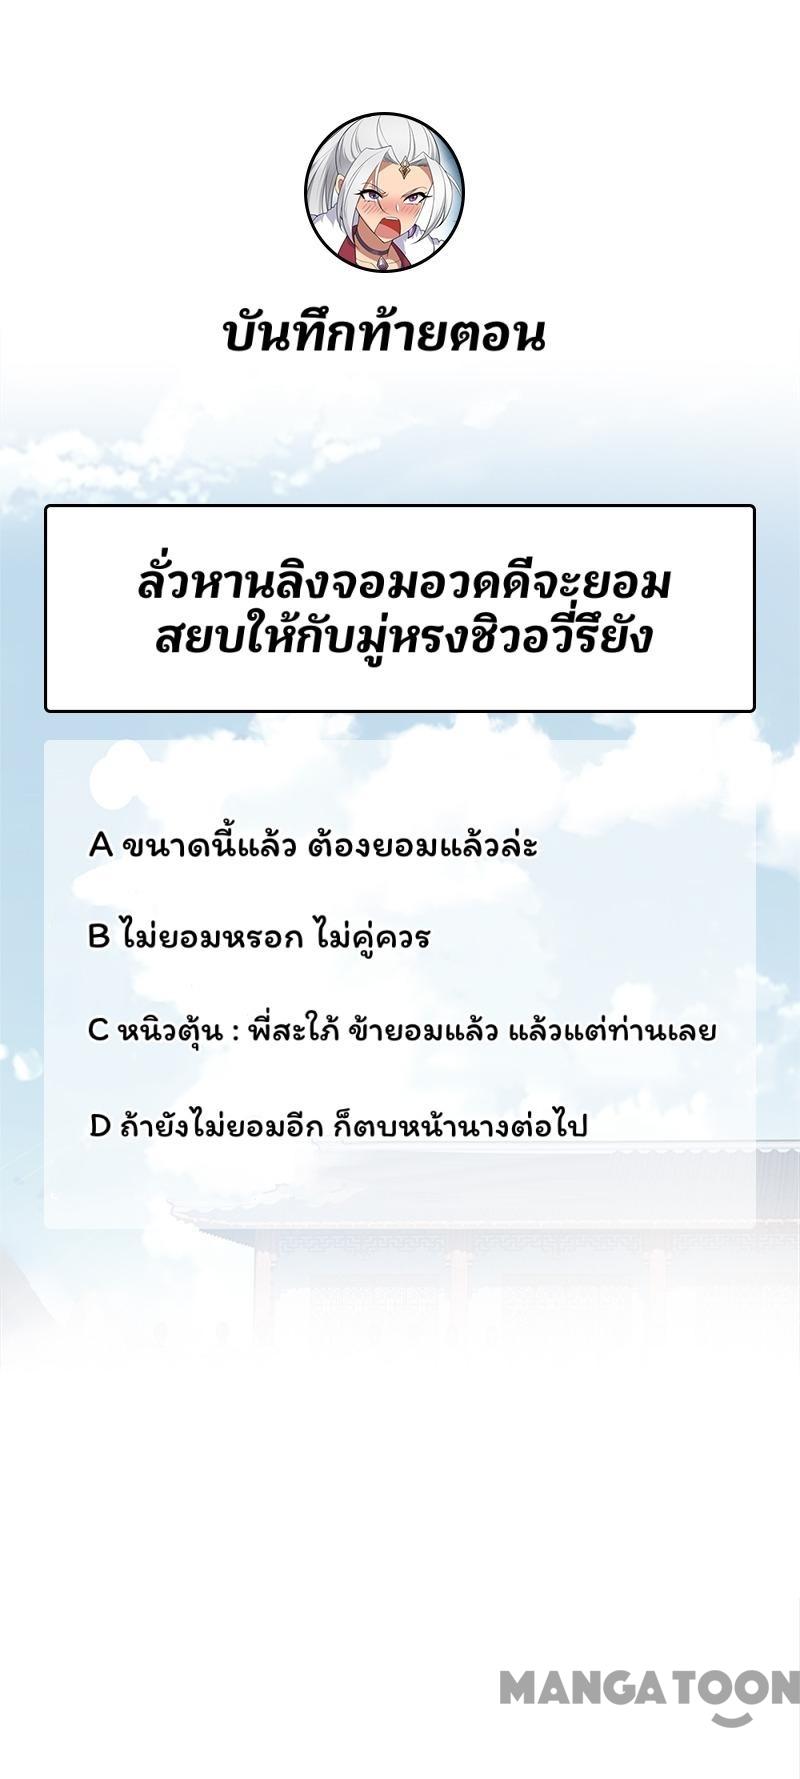 บันทึกท้ายตอน
ลั่วหานลิงจอมอวดดีจะยอม
สยบให้กับมู่หรงชิวอวี่รึยัง
A ขนาดนี้แล้ว ต้องยอมแล้วล่ะ
B ไม่ยอมหรอก ไม่คู่ควร
C หนิวตุ้น : พี่สะใภ้ ข้ายอมแล้ว แล้วแต่ท่านเลย
D ถ้ายังไม่ยอมอีก ก็ตบหน้านางต่อไป
MANGATOON